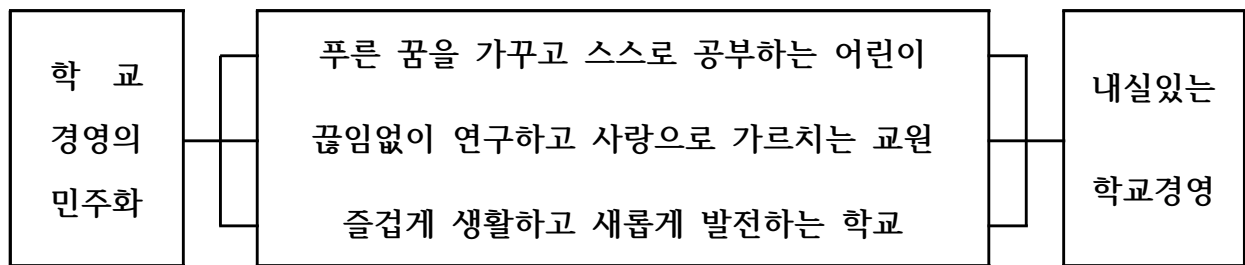 학 교
경영의
민주화
푸른 꿈을 가꾸고 스스로 공부하는 어린이
끊임없이 연구하고 사랑으로 가르치는 교원
즐겁게 생활하고 새롭게 발전하는 학교
내실있는
학교경영